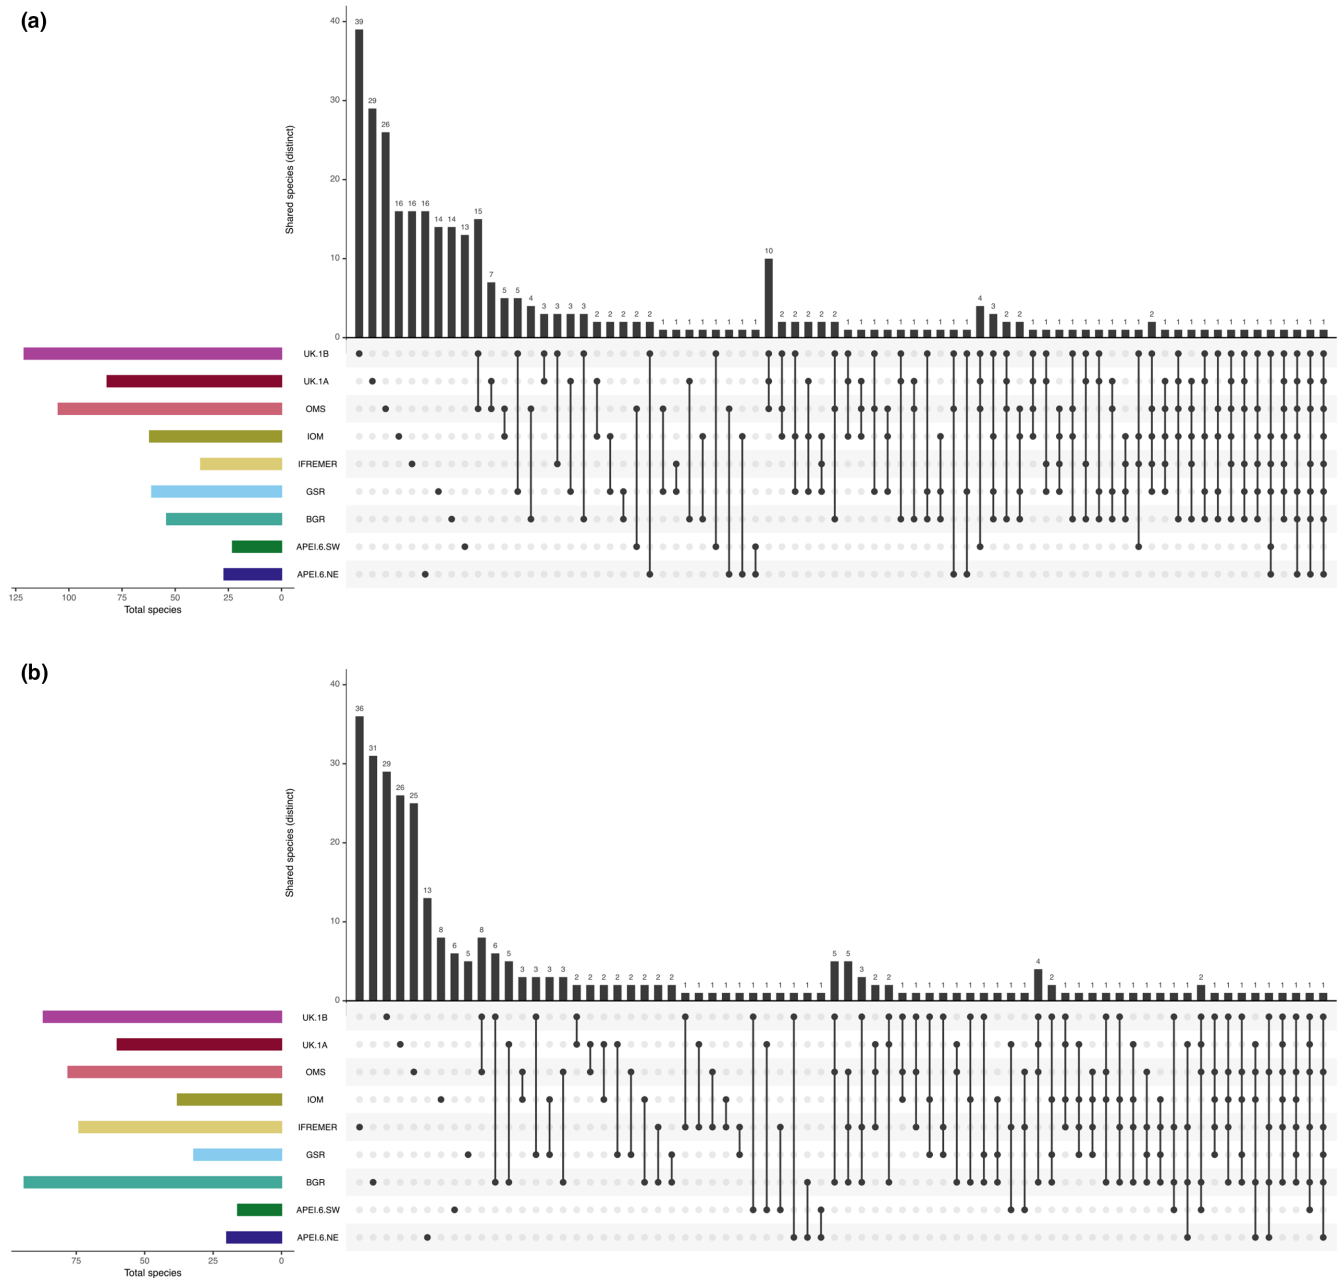 (a)
Shared species (distinct)
40
30
20
10
0
39 29 26 16 16 16 14 14 13 15 7 5 5 4 3 3 3 3 2 2 2 2 2 1 1 1 1 1 1 1 1 10 2 2 2 2 2 1 1 1 1 1 1 1 1 1 1 4 3 2 2 1 1 1 1 1 1 1 1 1 2 1 1 1 1 1 1 1 1 1 1 1 1 1
UK.1B
UK.1A
OMS
IOM
IFREMER
GSR
BGR
APEI.6.SW
APEI.6.NE
125 100 75 50 25 0
Total species
(b)
Shared species (distinct)
40
30
20
10
0
36 31 29 26 25 13 8 6 5 8 6 5 3 3 3 3 2 2 2 2 2 2 2 2 1 1 1 1 1 1 1 1 1 1 1 5 5 3 2 2 1 1 1 1 1 1 1 1 1 1 4 2 1 1 1 1 1 1 1 1 1 1 2 1 1 1 1 1 1 1 1 1
UK.1B
UK.1A
OMS
IOM
IFREMER
GSR
BGR
APEI.6.SW
APEI.6.NE
75 50 25 0
Total species